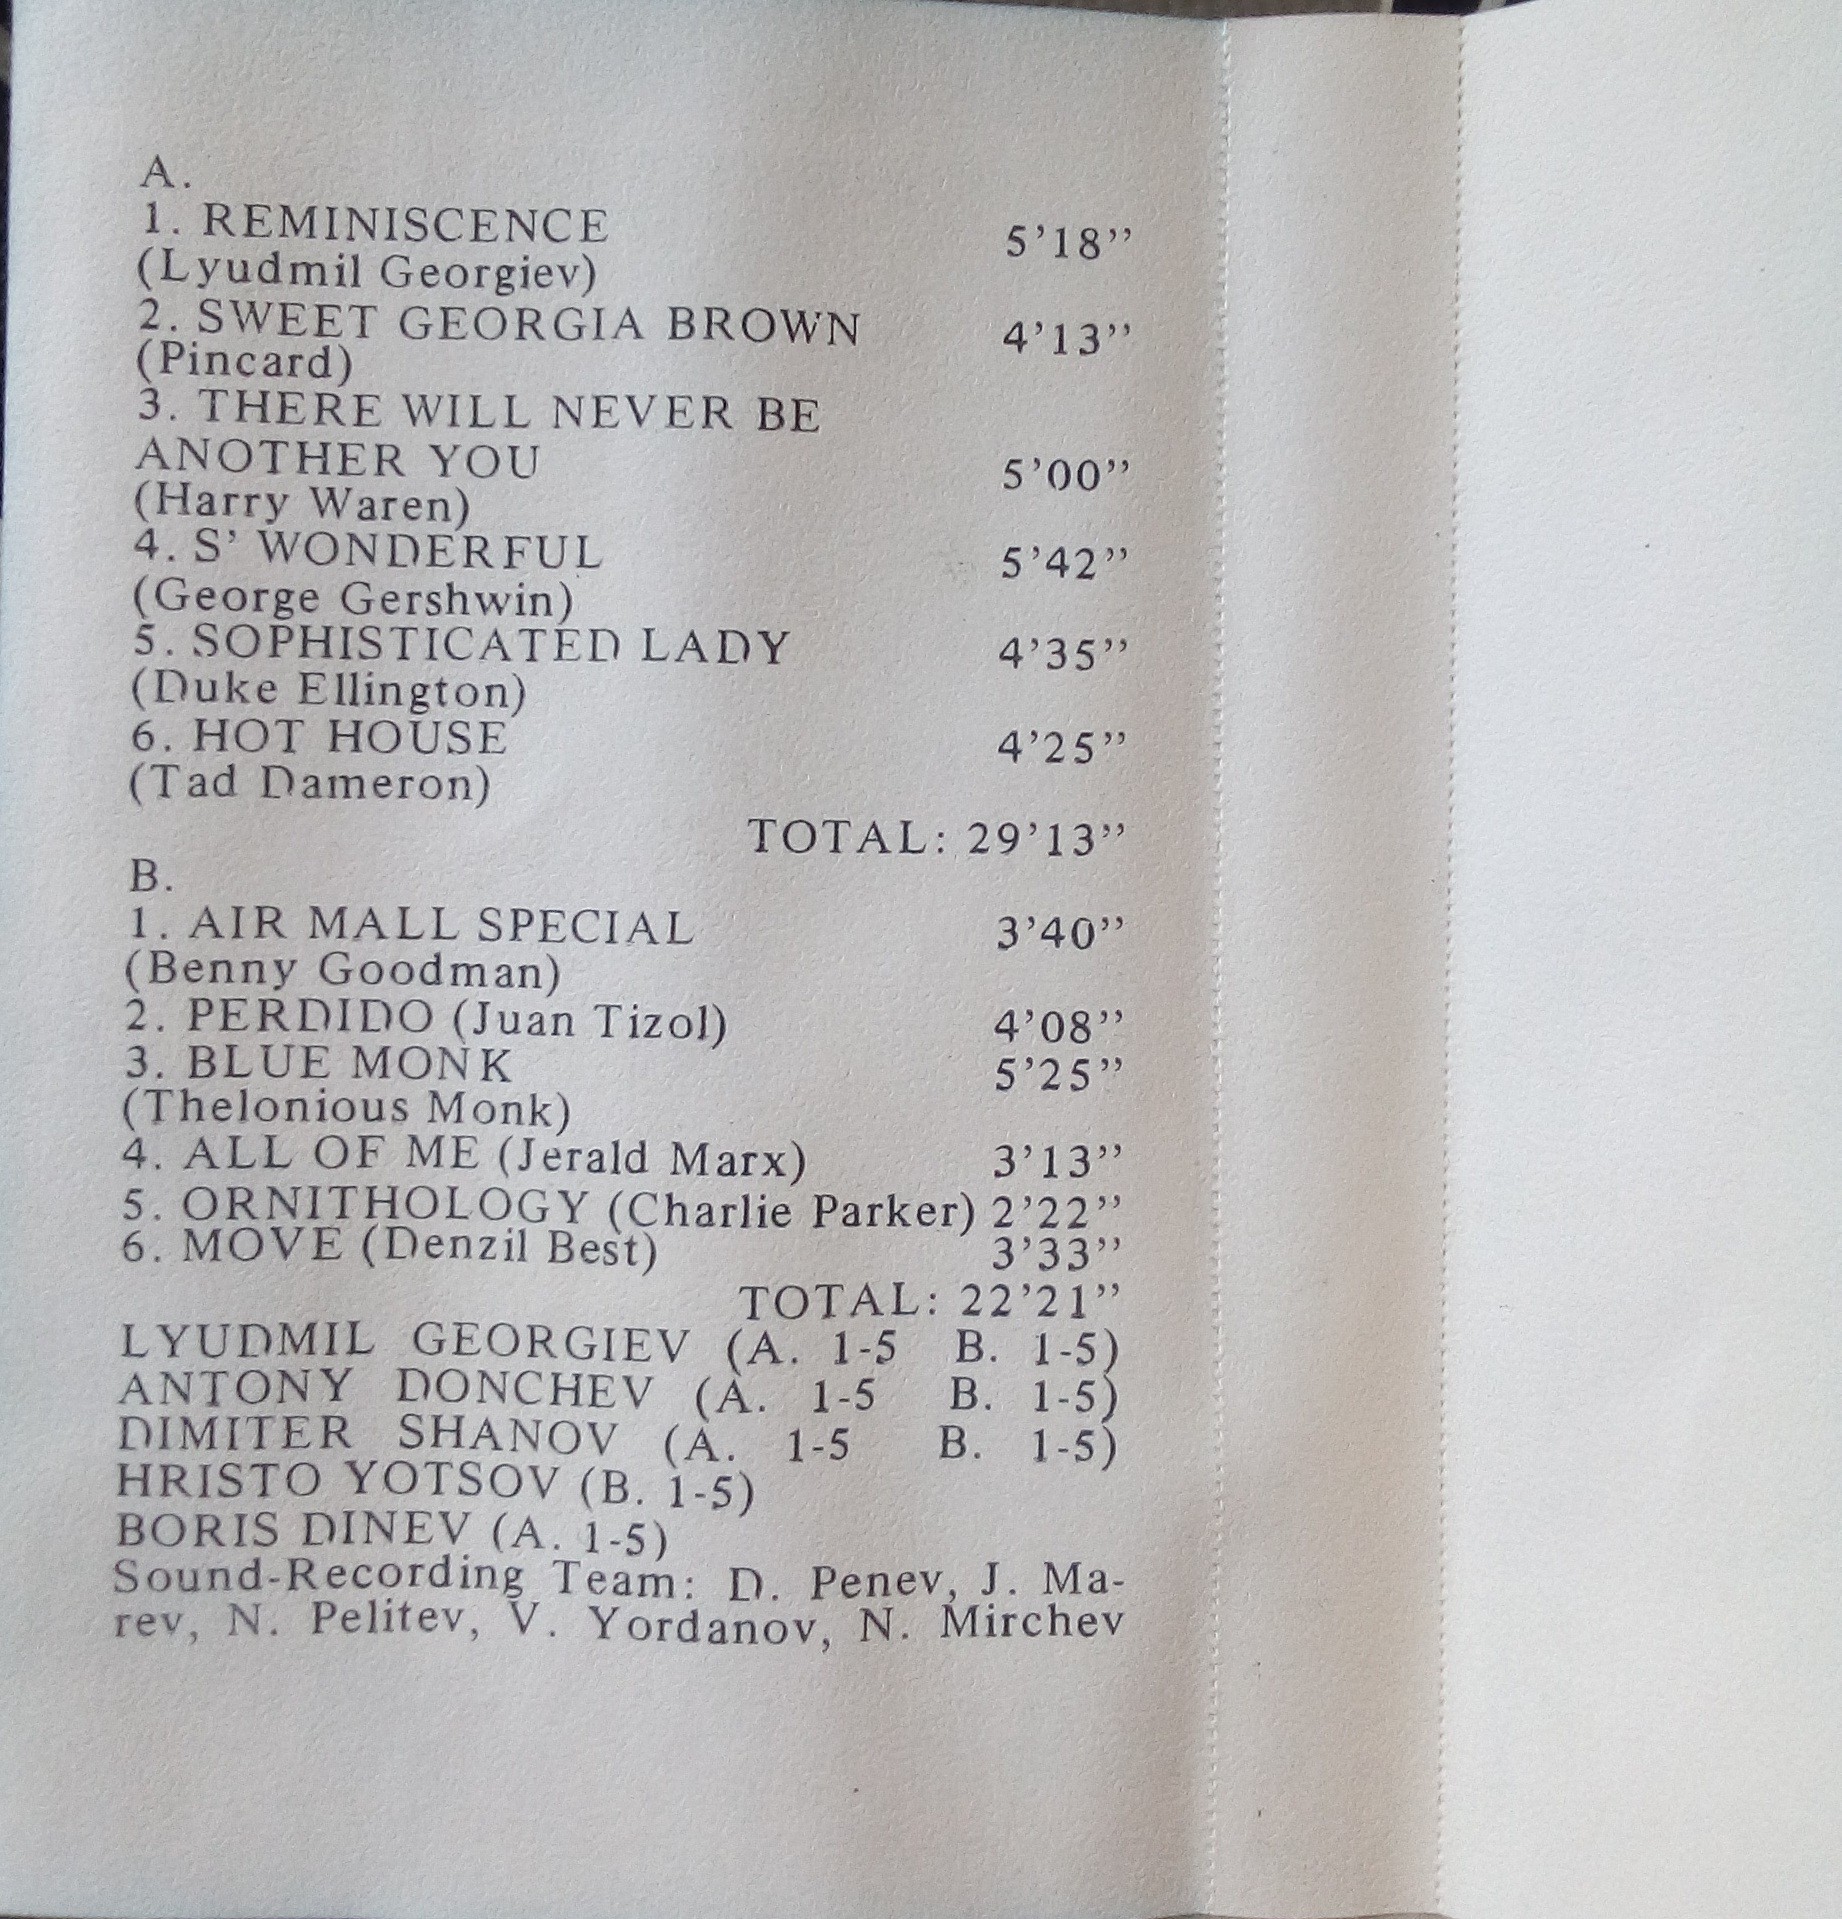 A.
1. REMINISCENCE 5’18’’
(Lyudmil Georgiev)
2. SWEET GEORGIA BROWN 4’13’’
(Pincard)
3. THERE WILL NEVER BE
ANOTHER YOU 5’00’’
(Harry Waren)
4. S’ WONDERFUL 5’42’’
(George Gershwin)
5. SOPHISTICATED LADY 4’35’’
(Duke Ellington)
6. HOT HOUSE 4’25’’
(Tad Dameron)
TOTAL: 29’13’’
B.
1. AIR MALL SPECIAL 3’40’’
(Benny Goodman)
2. PERDIDO (Juan Tizol) 4’08’’
3. BLUE MONK 5’25’’
(Thelonious Monk)
4. ALL OF ME (Jerald Marx) 3’13’’
5. ORNITHOLOGY (Charlie Parker) 2’22’’
6. MOVE (Denzil Best) 3’33’’
TOTAL: 22’21’’
LYUDMIL GEORGIEV (A. 1-5 B. 1-5)
ANTONY DONCHEV (A. 1-5 B. 1-5)
DIMITER SHANOV (A. 1-5 B. 1-5)
HRISTO YOTSOV (B. 1-5)
BORIS DINEV (A. 1-5)
Sound-Recording Team: D. Penev, J. Ma-
rev, N. Pelitev, V. Yordanov, N. Mirchev